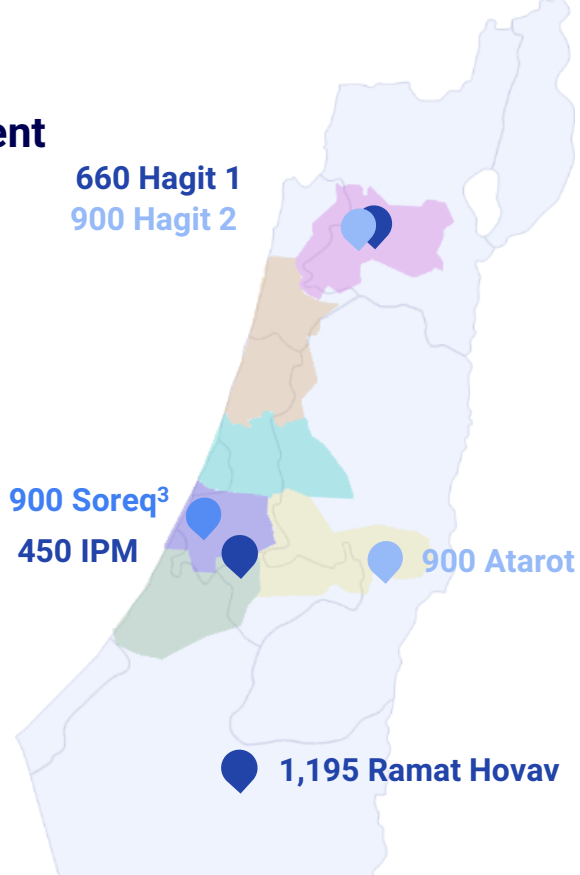 ent
660 Hagit 1
900 Hagit 2
900 Soreq³
450 IPM
900 Atarot
1,195 Ramat Hovav